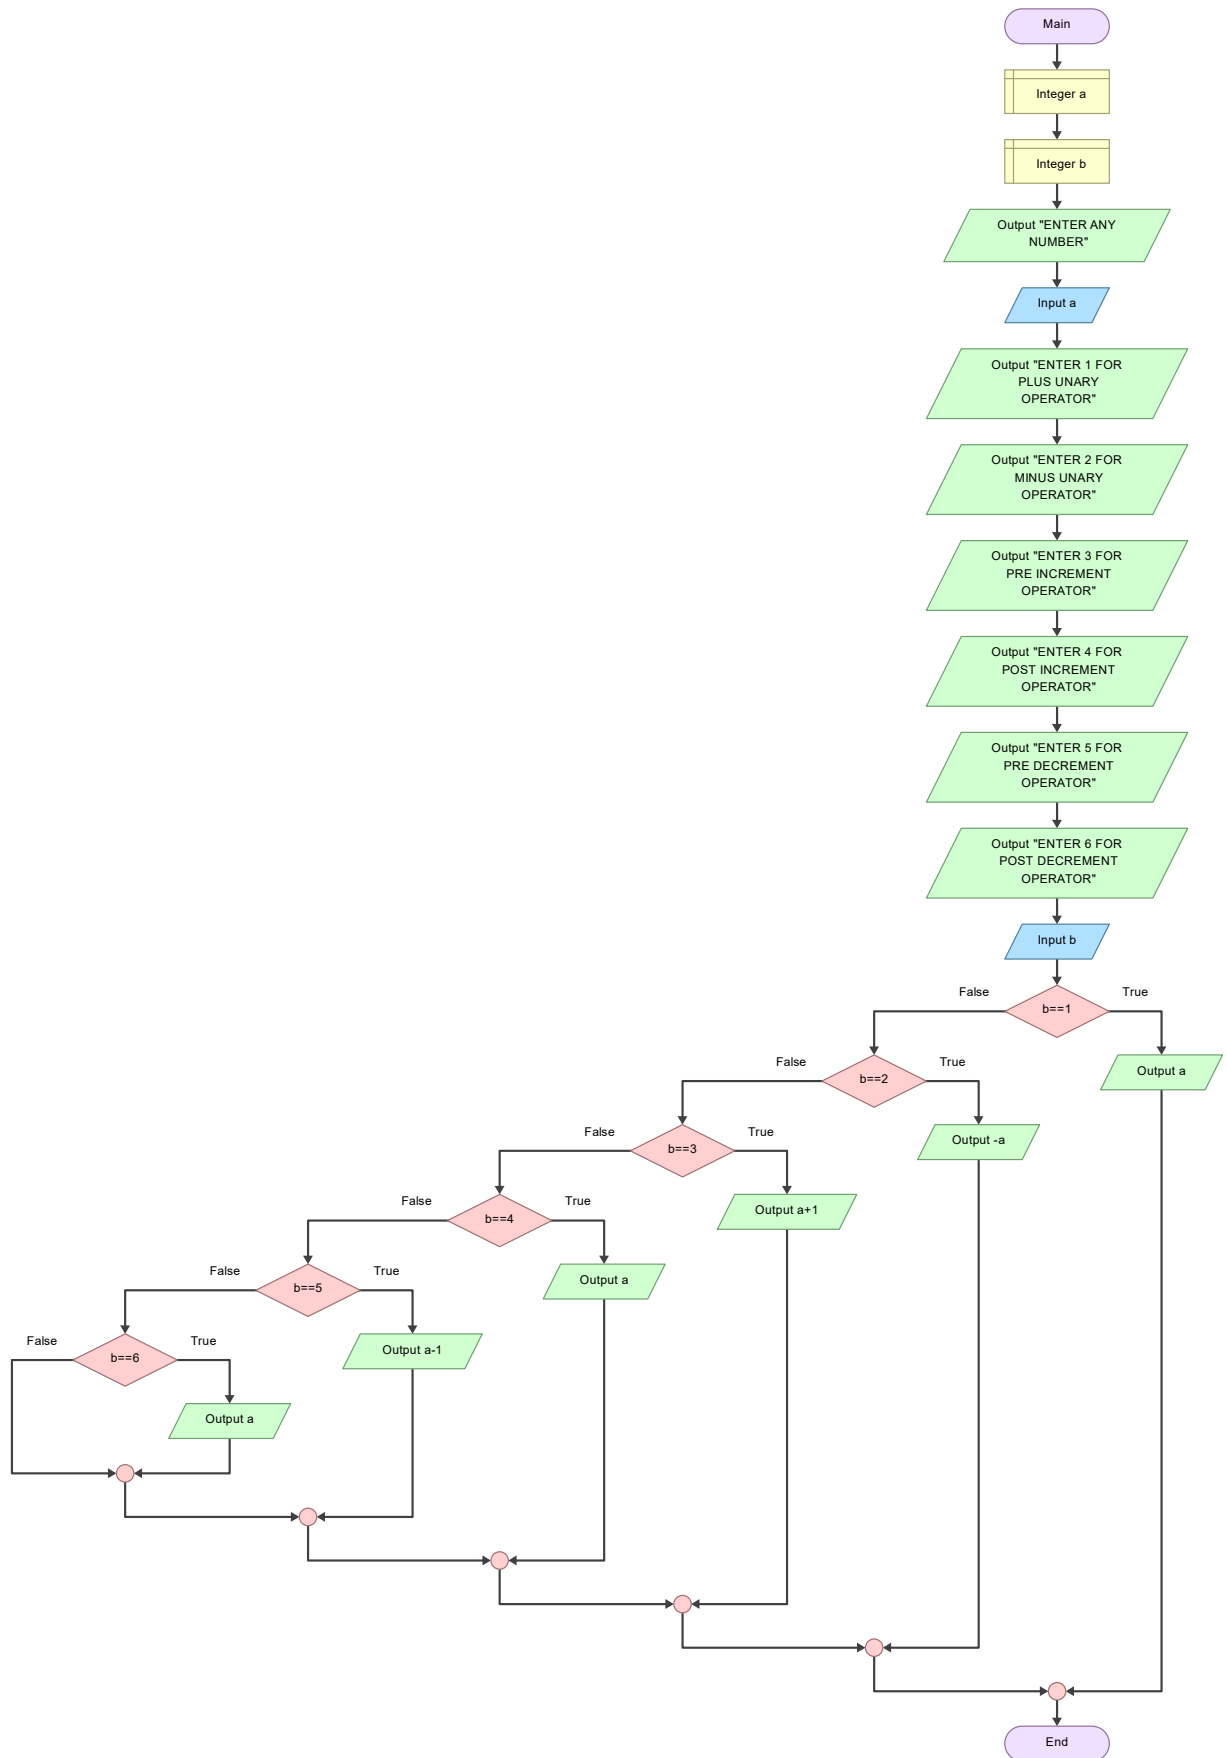 Main
Integer a
Integer b
Output "ENTER ANY
NUMBER"
Input a
Output "ENTER 1 FOR
PLUS UNARY
OPERATOR"
Output "ENTER 2 FOR
MINUS UNARY
OPERATOR"
Output "ENTER 3 FOR
PRE INCREMENT
OPERATOR"
Output "ENTER 4 FOR
POST INCREMENT
OPERATOR"
Output "ENTER 5 FOR
PRE DECREMENT
OPERATOR"
Output "ENTER 6 FOR
POST DECREMENT
OPERATOR"
Input b
False
True
b==1
False
True
Output a
b==2
False
True
Output -a
b==3
False
True
Output a+1
b==4
False
True
Output a
b==5
False
True
Output a-1
b==6
Output a
End